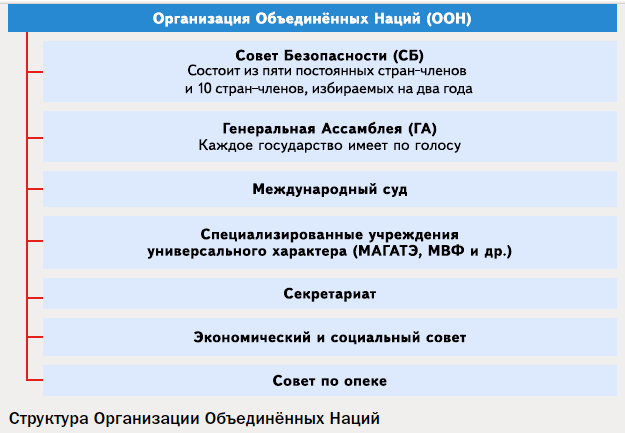 Организация Объединённых Наций (ООН)
Совет Безопасности (СБ)
Состоит из пяти постоянных стран-членов
и 10 стран-членов, избираемых на два года
Генеральная Ассамблея (ГА)
Каждое государство имеет по голосу
Международный суд
Специализированные учреждения
универсального характера (МАГАТЭ, МВФ и др.)
Секретариат
Экономический и социальный совет
Совет по опеке
Структура Организации Объединённых Наций